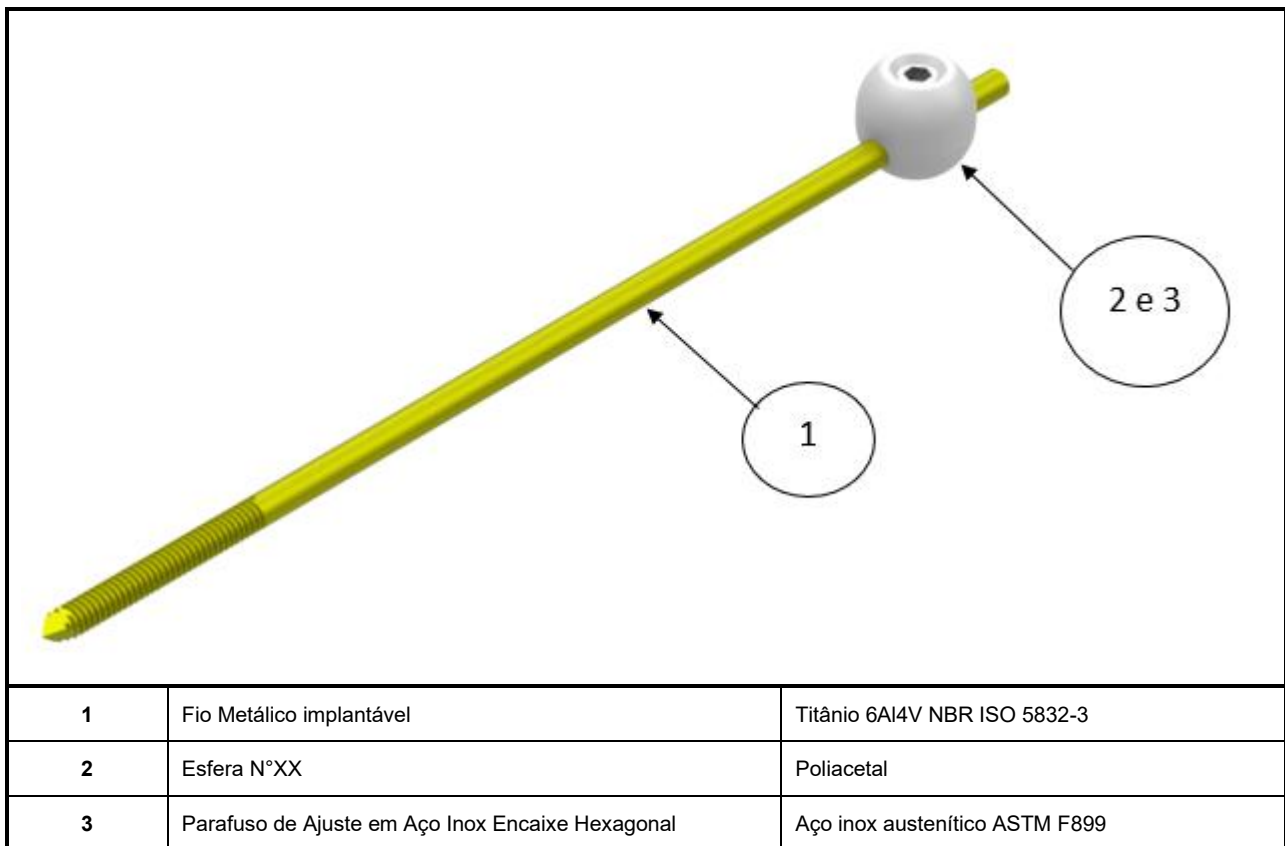 2 e 3
1
1 Fio Metálico implantável Titânio 6Al4V NBR ISO 5832-3
2 Esfera N°XX Poliacetal
3 Parafuso de Ajuste em Aço Inox Encaixe Hexagonal Aço inox austenítico ASTM F899